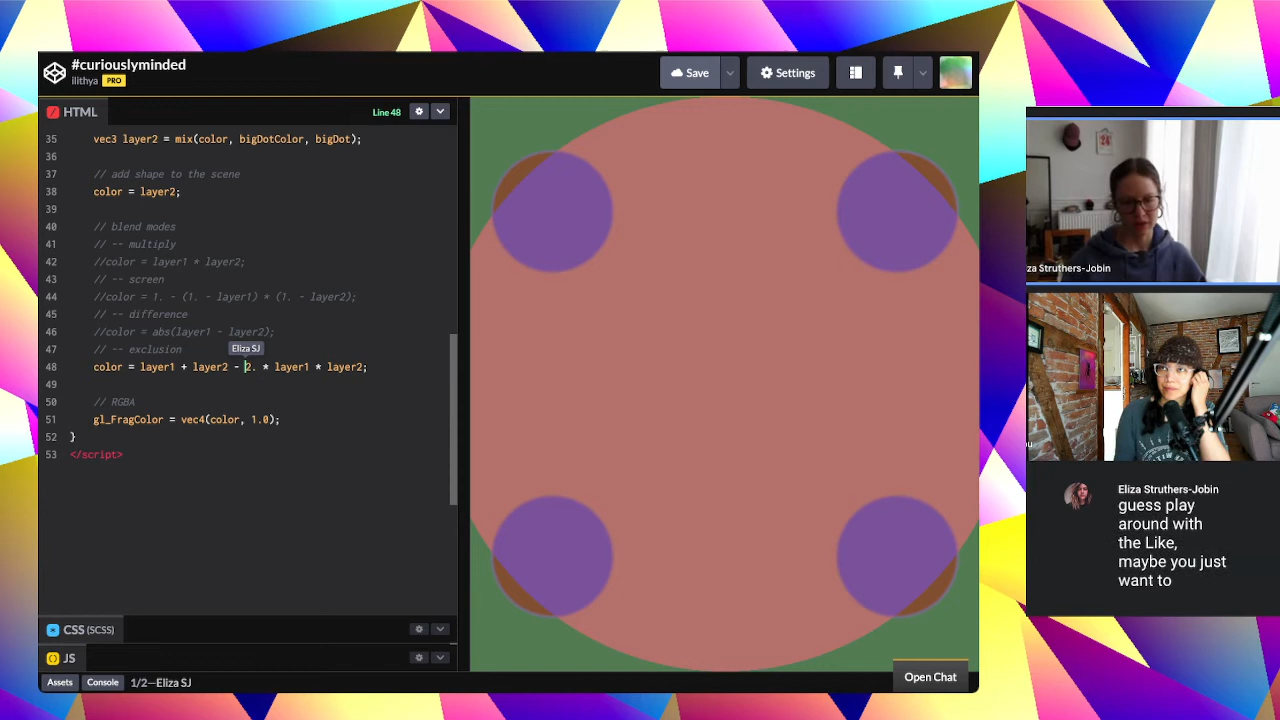 #curiouslyminded
ilithya PRO
Save
Settings
HTML
Line 48
35 vec3 layer2 = mix(color, bigDotColor, bigDot);
36
37 // add shape to the scene
38 color = layer2;
39
40 // blend modes
41 // -- multiply
42 //color = layer1 * layer2;
43 // -- screen
44 //color = 1. - (1. - layer1) * (1. - layer2);
45 // -- difference
46 //color = abs(layer1 - layer2);
47 // -- exclusion
Eliza SJ
48 color = layer1 + layer2 - 2. * layer1 * layer2;
49
50 // RGBA
51 gl_FragColor = vec4(color, 1.0);
52 }
53 </script>
CSS (SCSS)
JS
Assets
Console
1/2—Eliza SJ
Open Chat
za Struthers-Jobin
Eliza Struthers-Jobin
guess play
around with
the Like,
maybe you just
want to